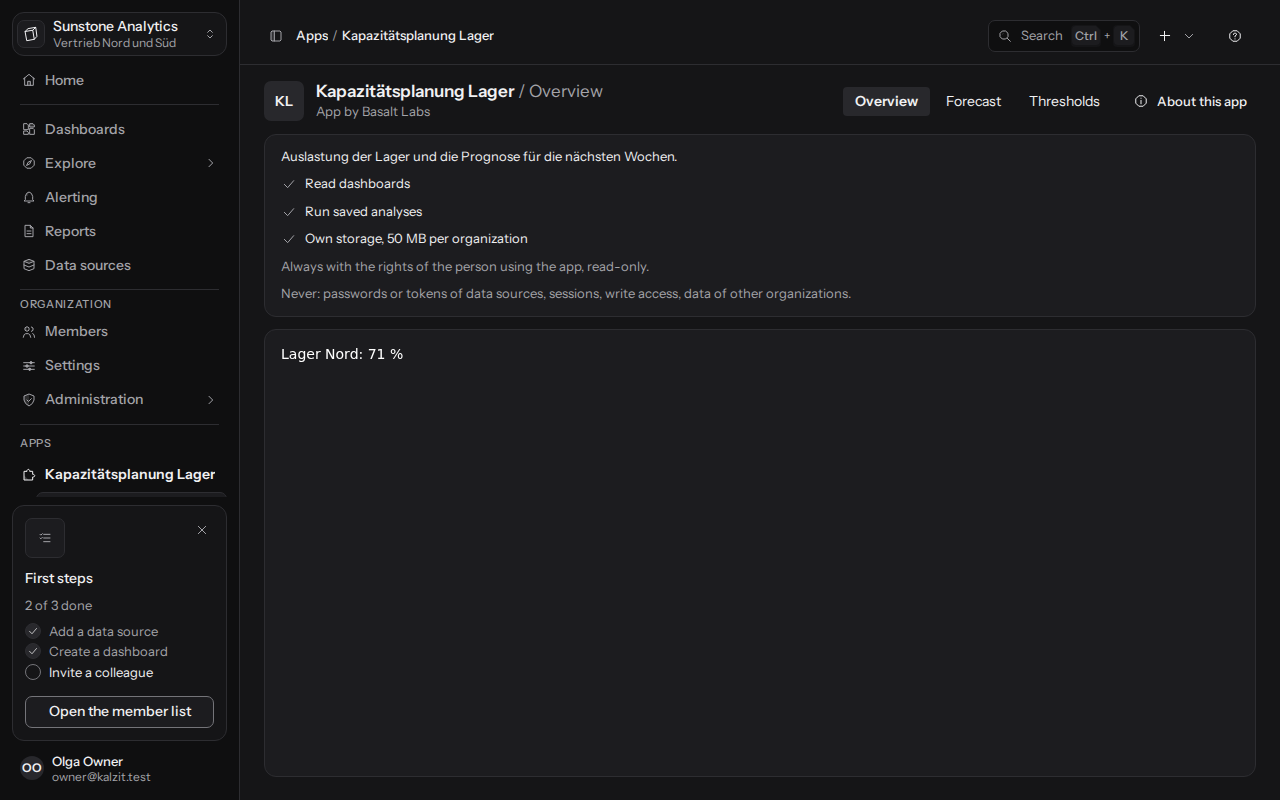 Sunstone Analytics
Vertrieb Nord und Süd
Home
Dashboards
Explore
Alerting
Reports
Data sources
ORGANIZATION
Members
Settings
Administration
APPS
Kapazitätsplanung Lager
First steps
2 of 3 done
Add a data source
Create a dashboard
Invite a colleague
Open the member list
OO
Olga Owner
owner@kalzit.test
Apps / Kapazitätsplanung Lager
Search Ctrl + K
KL
Kapazitätsplanung Lager / Overview
App by Basalt Labs
Overview Forecast Thresholds About this app
Auslastung der Lager und die Prognose für die nächsten Wochen.
Read dashboards
Run saved analyses
Own storage, 50 MB per organization
Always with the rights of the person using the app, read-only.
Never: passwords or tokens of data sources, sessions, write access, data of other organizations.
Lager Nord: 71 %